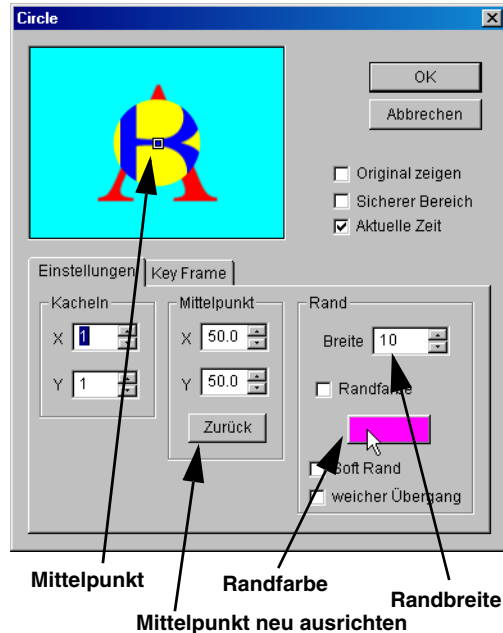 Circle
A
B
OK
Abbrechen
Original zeigen
Sicherer Bereich
Aktuelle Zeit
Einstellungen Key Frame
Kacheln
X 1
Y 1
Mittelpunkt
X 50.0
Y 50.0
Zurück
Rand
Breite 10
Randfarbe
Soft Rand
weicher Übergang
Mittelpunkt
Randfarbe
Randbreite
Mittelpunkt neu ausrichten